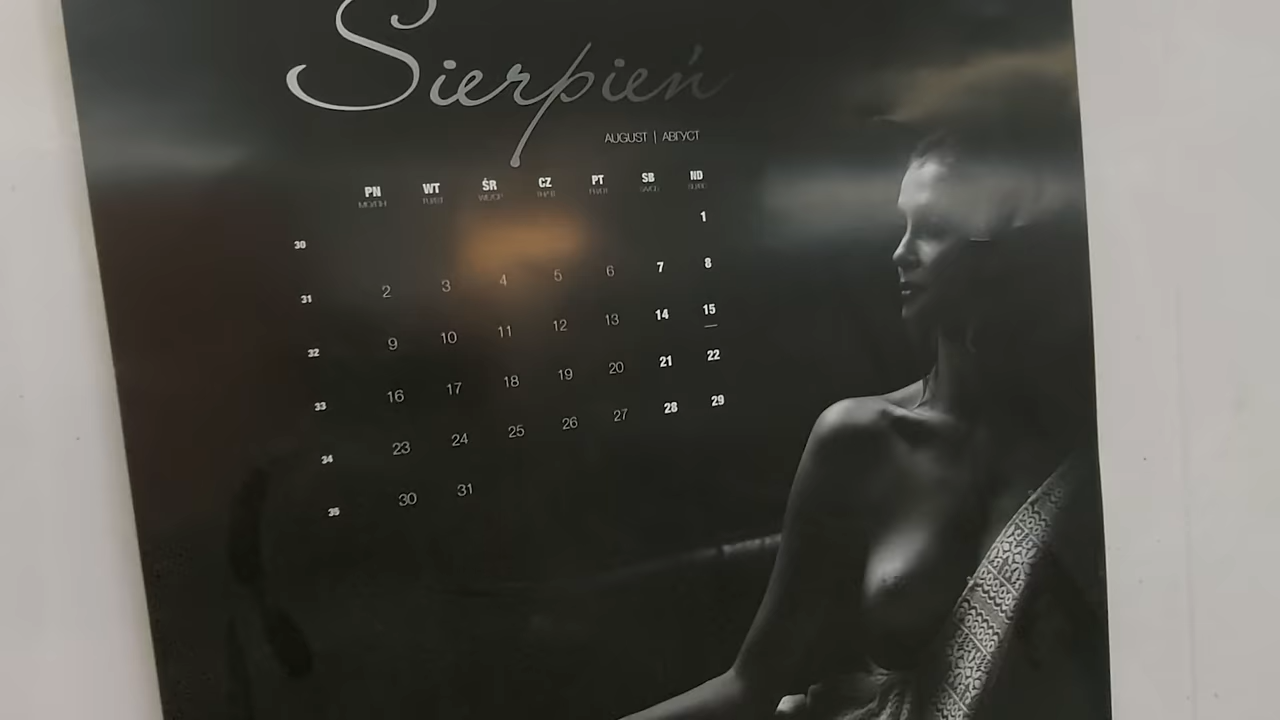 Sierpień
AUGUST | АВГУСТ
PN WT ŚR CZ PT SB ND
1
30
2 3 4 5 6 7 8
31
9 10 11 12 13 14 15
32
16 17 18 19 20 21 22
33
23 24 25 26 27 28 29
34
30 31
35